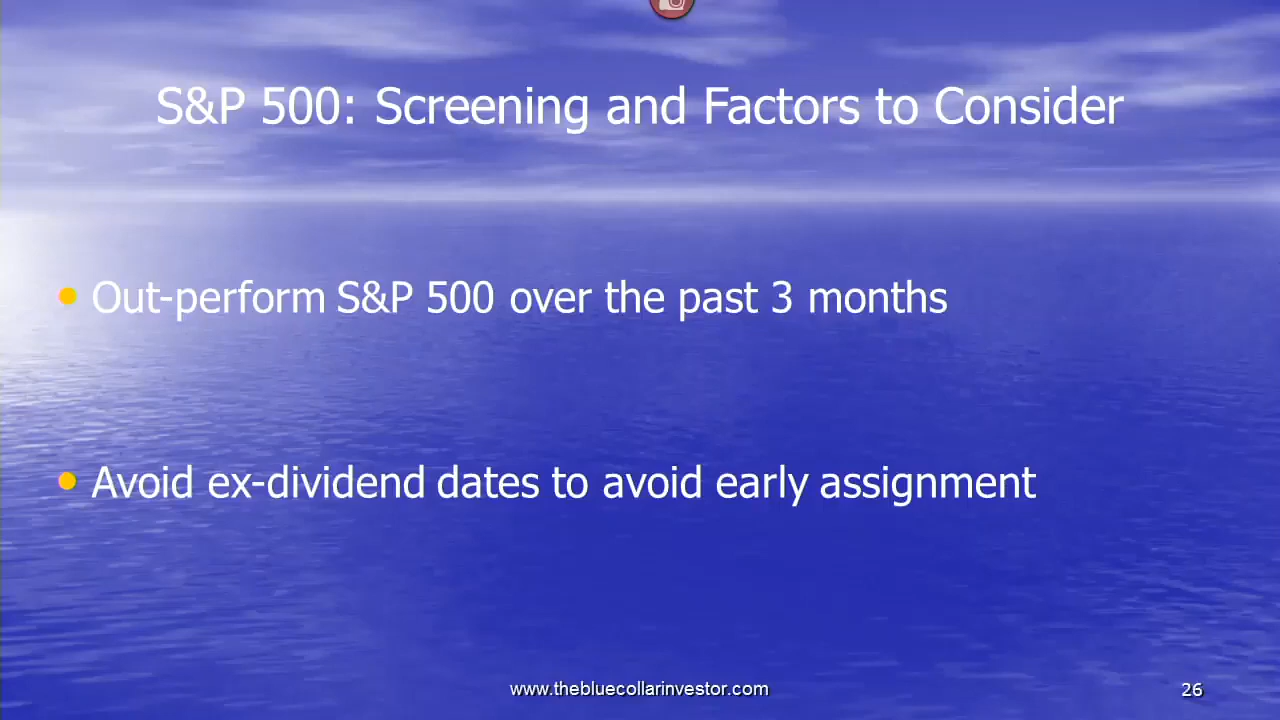 S&P 500: Screening and Factors to Consider
• Out-perform S&P 500 over the past 3 months
• Avoid ex-dividend dates to avoid early assignment
www.thebluecollarinvestor.com
26